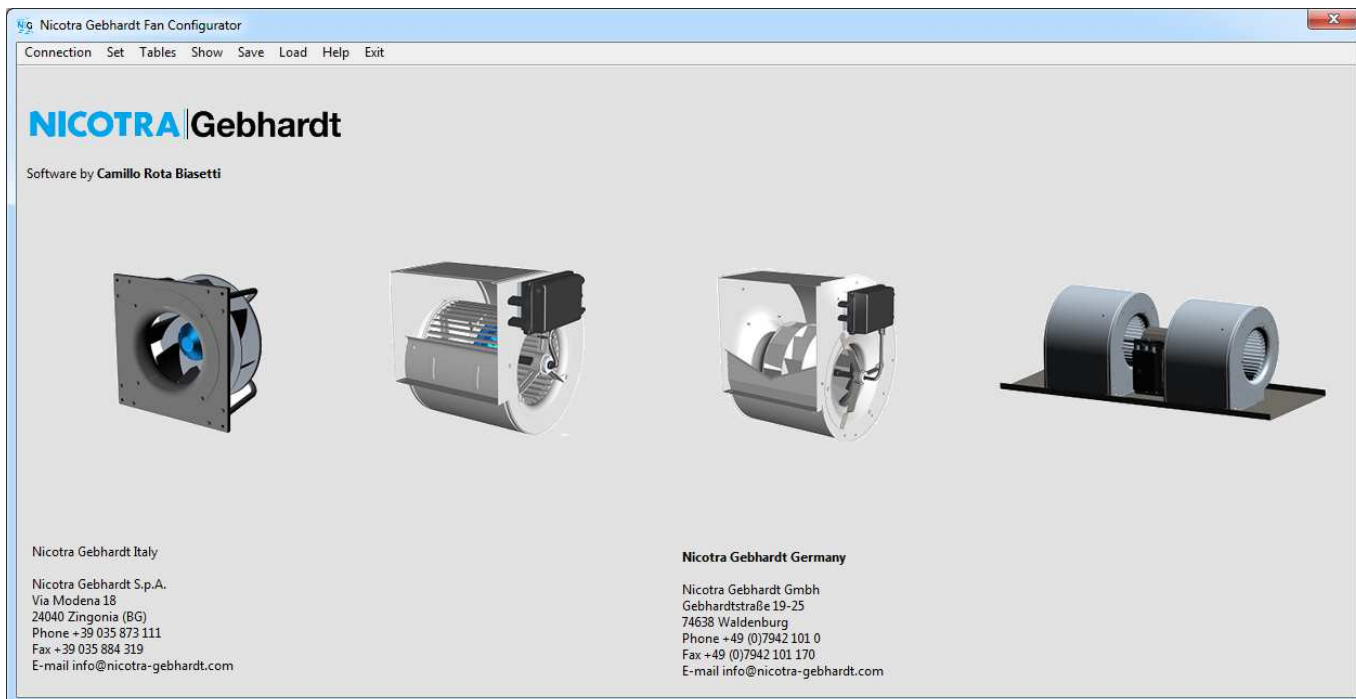 Nicotra Gebhardt Fan Configurator
Connection Set Tables Show Save Load Help Exit
NICOTRA Gebhardt
Software by Camillo Rota Biasetti
Nicotra Gebhardt Italy
Nicotra Gebhardt S.p.A.
Via Modena 18
24040 Zingonia (BG)
Phone +39 035 873 111
Fax +39 035 884 319
E-mail info@nicotra-gebhardt.com
Nicotra Gebhardt Germany
Nicotra Gebhardt Gmbh
Gebhardtstraße 19-25
74638 Waldenburg
Phone +49 (0)7942 101 0
Fax +49 (0)7942 101 170
E-mail info@nicotra-gebhardt.com